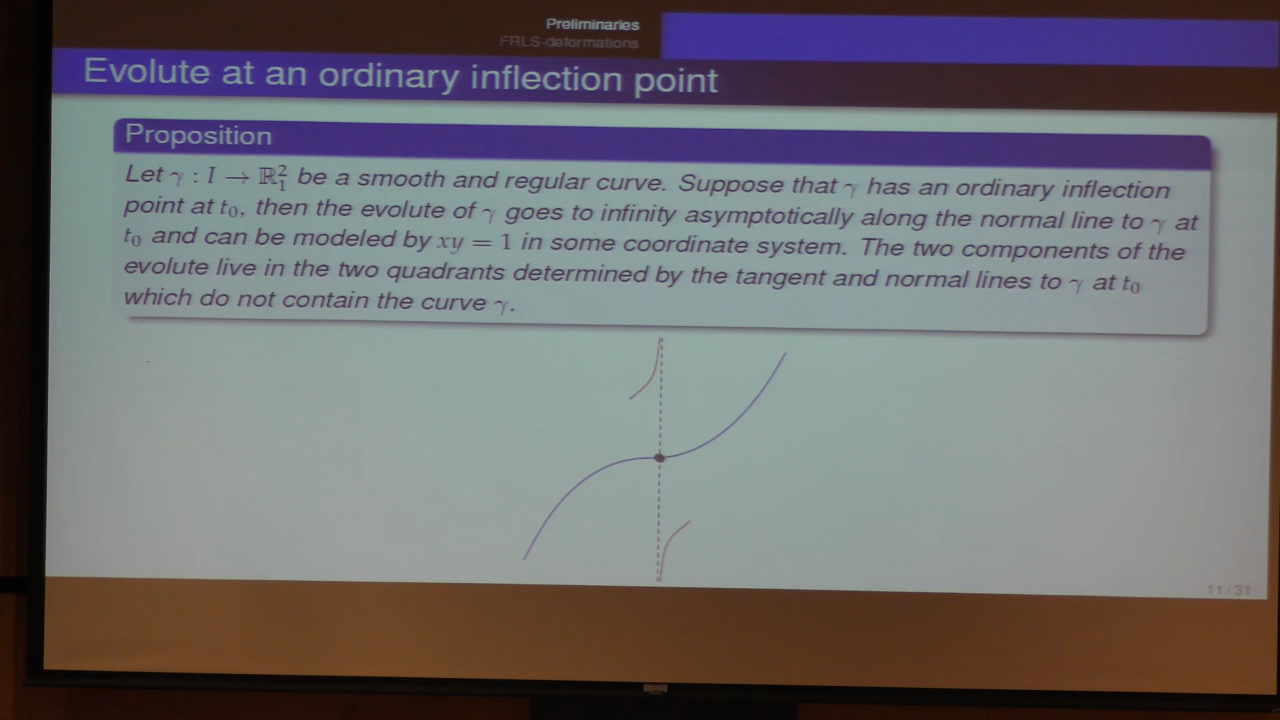 Preliminaries
FRLS-deformations
Evolute at an ordinary inflection point
Proposition
Let γ : I → ℝ²₁ be a smooth and regular curve. Suppose that γ has an ordinary inflection
point at t₀, then the evolute of γ goes to infinity asymptotically along the normal line to γ at
t₀ and can be modeled by xy = 1 in some coordinate system. The two components of the
evolute live in the two quadrants determined by the tangent and normal lines to γ at t₀
which do not contain the curve γ.
11/31